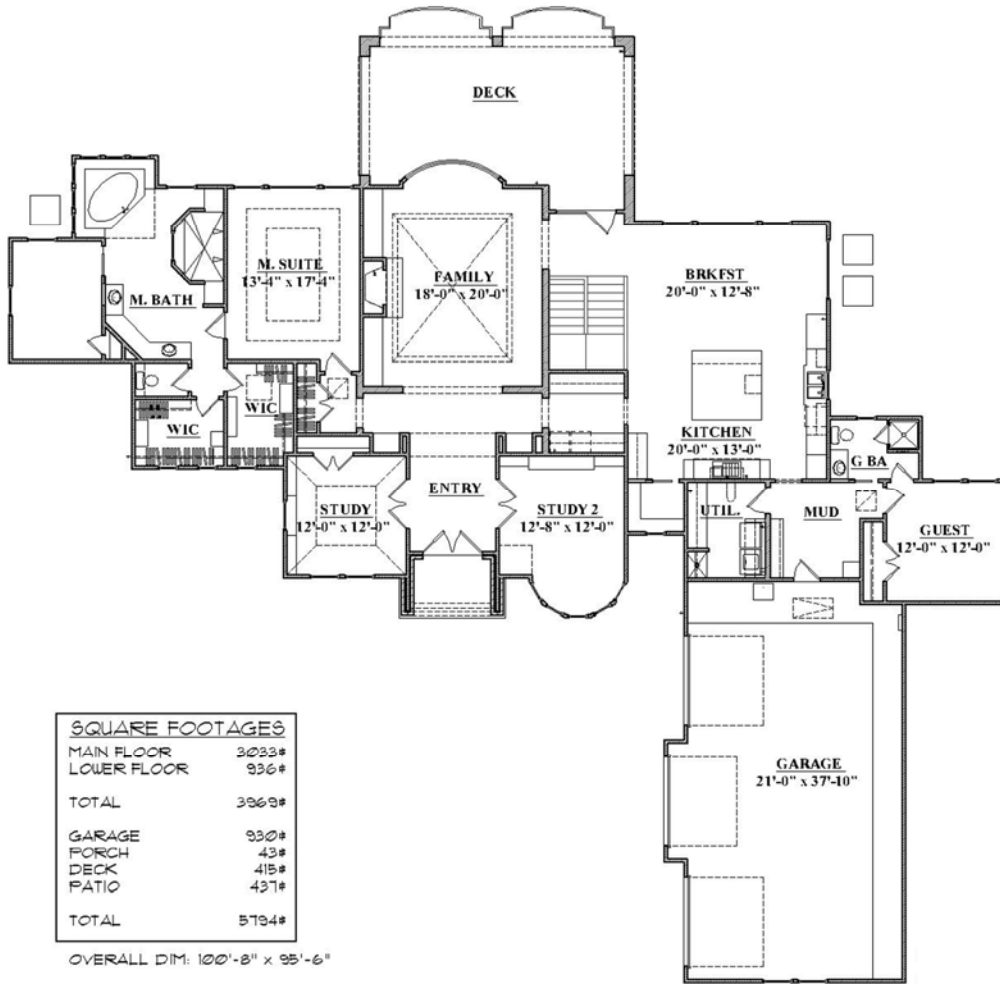 DECK
M. SUITE
13'-4" x 17'-4"
FAMILY
18'-0" x 20'-0"
BRKFST
20'-0" x 12'-8"
M. BATH
WIC
WIC
KITCHEN
20'-0" x 13'-0"
G BA
ENTRY
STUDY
12'-0" x 12'-0"
STUDY 2
12'-8" x 12'-0"
UTIL.
MUD
GUEST
12'-0" x 12'-0"
GARAGE
21'-0" x 37'-10"
SQUARE FOOTAGES
MAIN FLOOR 3033#
LOWER FLOOR 936#
TOTAL 3969#
GARAGE 930#
PORCH 43#
DECK 415#
PATIO 437#
TOTAL 5794#
OVERALL DIM: 100'-8" x 95'-6"